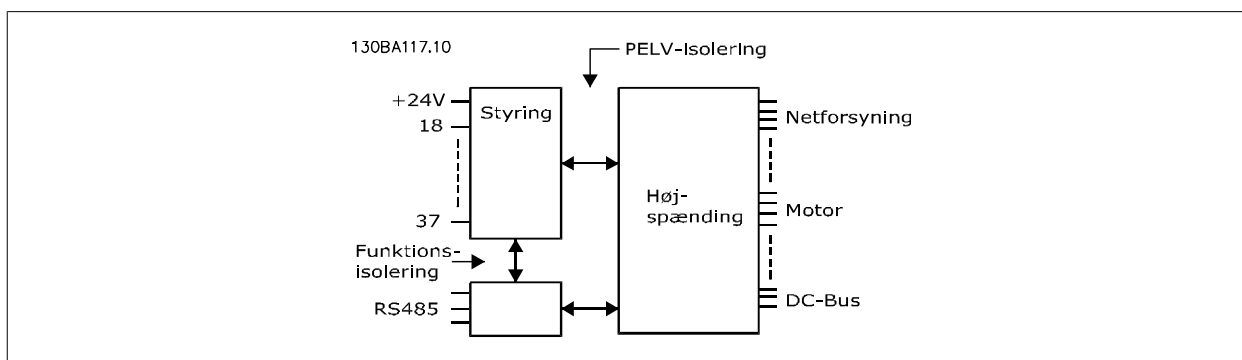 130BA117.10
PELV-isolering
+24V
Styring
18
37
Funktions-
isolering
RS485
Høj-
spænding
Netforsyning
Motor
DC-Bus